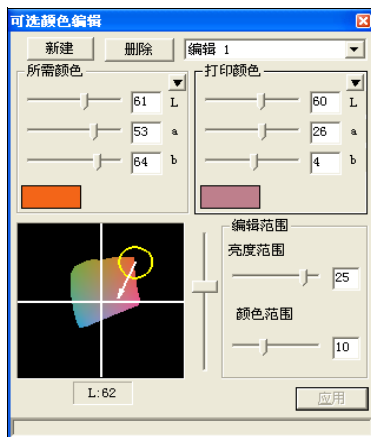 可选颜色编辑
新建 删除 编辑 1
所需颜色 打印颜色
61 L 60 L
53 a 26 a
64 b 4 b
编辑范围
亮度范围
25
颜色范围
10
L:62
应用